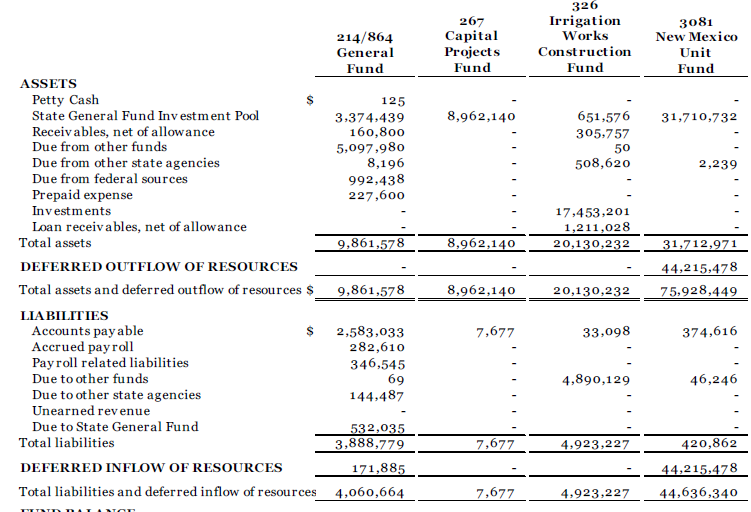 326
267 Irrigation 3081
214/864 Capital Works New Mexico
General Projects Construction Unit
Fund Fund Fund Fund
ASSETS
Petty Cash $ 125 - - -
State General Fund Investment Pool 3,374,439 8,962,140 651,576 31,710,732
Receivables, net of allowance 160,800 - 305,757 -
Due from other funds 5,097,980 - 50 -
Due from other state agencies 8,196 - 508,620 2,239
Due from federal sources 992,438 - - -
Prepaid expense 227,600 - - -
Investments - - 17,453,201 -
Loan receivables, net of allowance - - 1,211,028 -
Total assets 9,861,578 8,962,140 20,130,232 31,712,971
DEFERRED OUTFLOW OF RESOURCES - - - 44,215,478
Total assets and deferred outflow of resources $ 9,861,578 8,962,140 20,130,232 75,928,449
LIABILITIES
Accounts payable $ 2,583,033 7,677 33,098 374,616
Accrued payroll 282,610 - - -
Payroll related liabilities 346,545 - - -
Due to other funds 69 - 4,890,129 46,246
Due to other state agencies 144,487 - - -
Unearned revenue - - - -
Due to State General Fund 532,035 - - -
Total liabilities 3,888,779 7,677 4,923,227 420,862
DEFERRED INFLOW OF RESOURCES 171,885 - - 44,215,478
Total liabilities and deferred inflow of resources 4,060,664 7,677 4,923,227 44,636,340